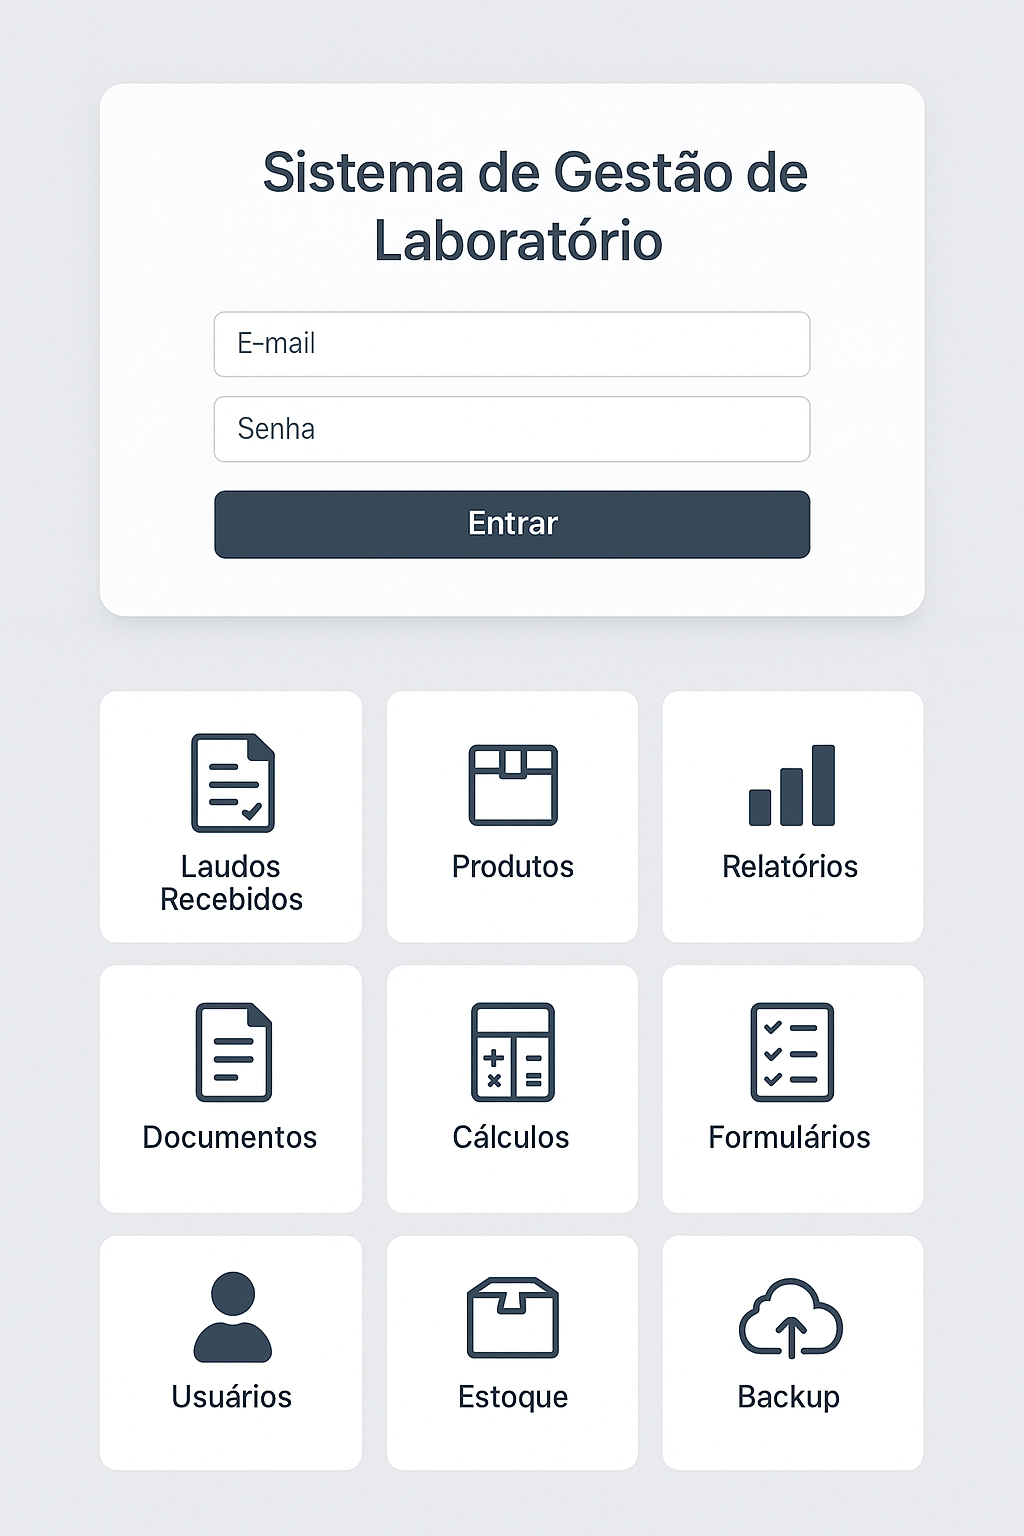 Sistema de Gestão de
Laboratório
E-mail
Senha
Entrar
Laudos
Recebidos
Produtos
Relatórios
Documentos
Cálculos
Formulários
Usuários
Estoque
Backup